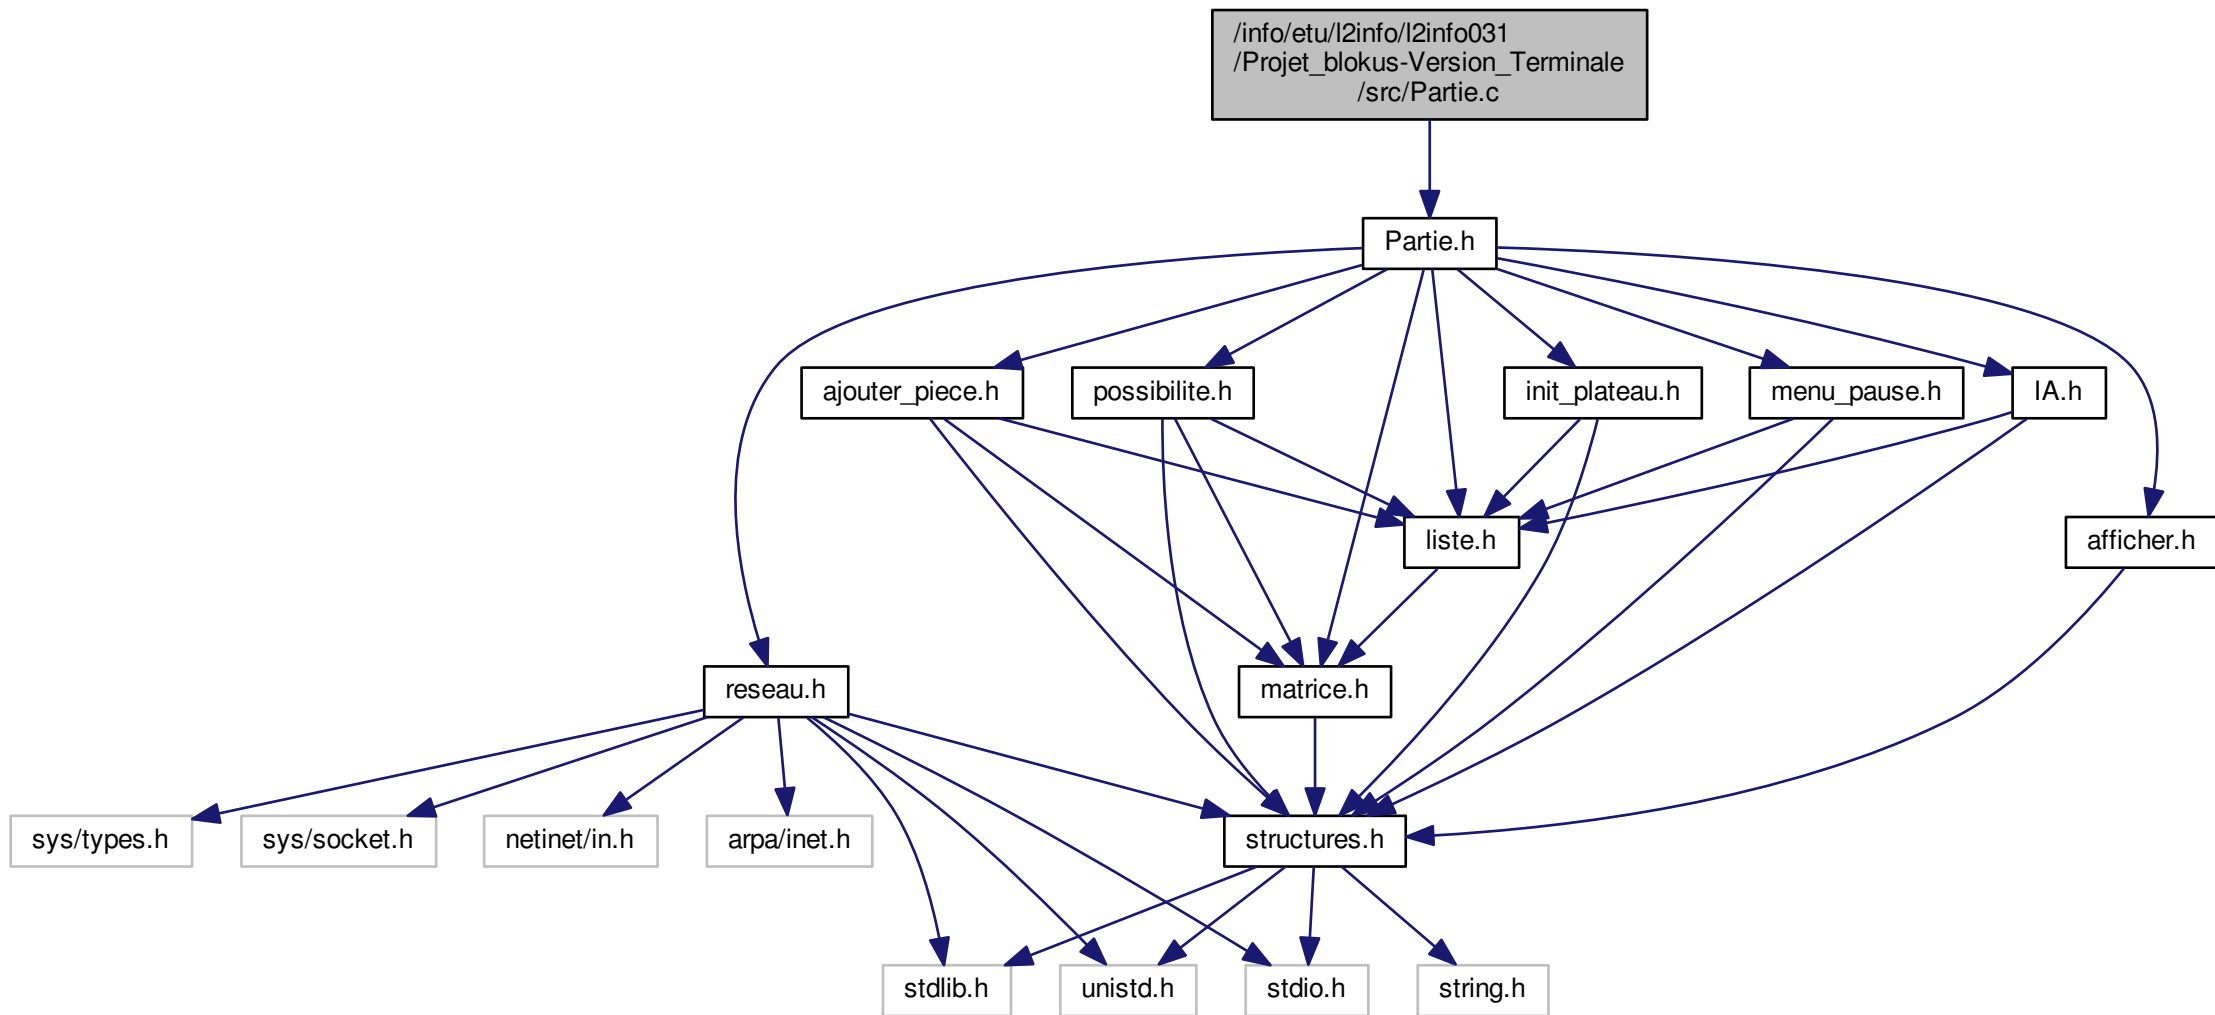 /info/etu/l2info/l2info031
/Projet_blokus-Version_Terminale
/src/Partie.c
Partie.h
ajouter_piece.h
possibilite.h
init_plateau.h
menu_pause.h
IA.h
liste.h
afficher.h
reseau.h
matrice.h
sys/types.h
sys/socket.h
netinet/in.h
arpa/inet.h
structures.h
stdlib.h
unistd.h
stdio.h
string.h